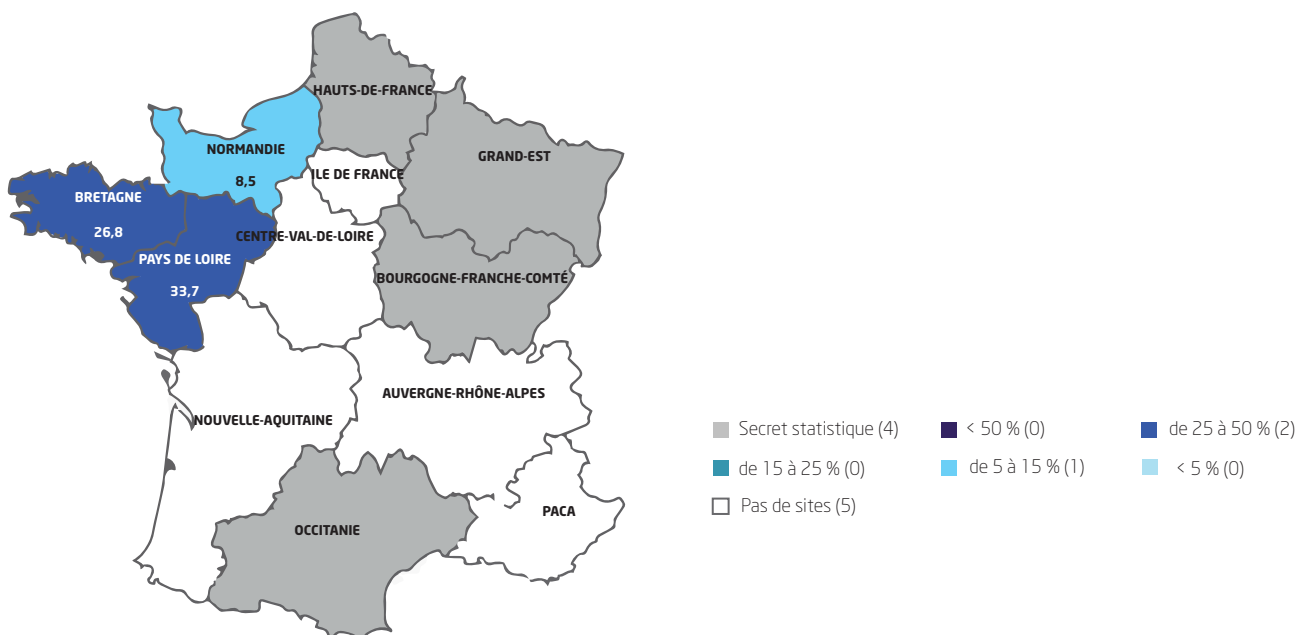 HAUTS-DE-FRANCE
NORMANDIE
8,5
GRAND-EST
ILE DE FRANCE
BRETAGNE
26,8
CENTRE-VAL-DE-LOIRE
PAYS DE LOIRE
33,7
BOURGOGNE-FRANCHE-COMTÉ
AUVERGNE-RHÔNE-ALPES
NOUVELLE-AQUITAINE
OCCITANIE
PACA
Secret statistique (4)
< 50 % (0)
de 25 à 50 % (2)
de 15 à 25 % (0)
de 5 à 15 % (1)
< 5 % (0)
Pas de sites (5)